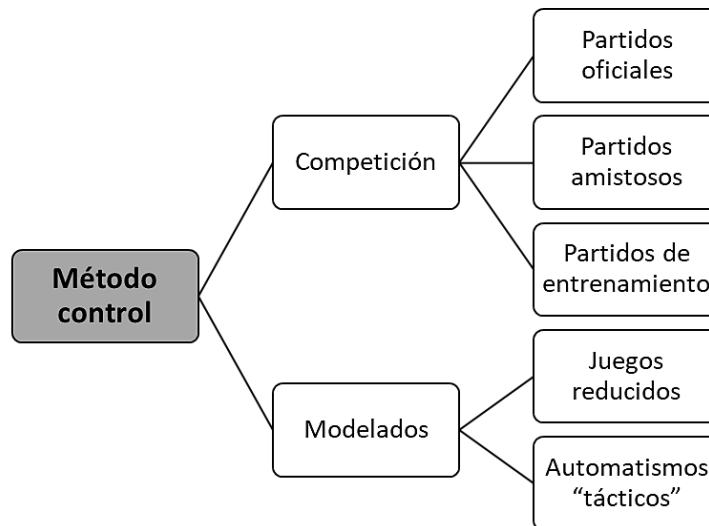 Método
control
Competición
Partidos
oficiales
Partidos
amistosos
Partidos de
entrenamiento
Modelados
Juegos
reducidos
Automatismos
“tácticos”